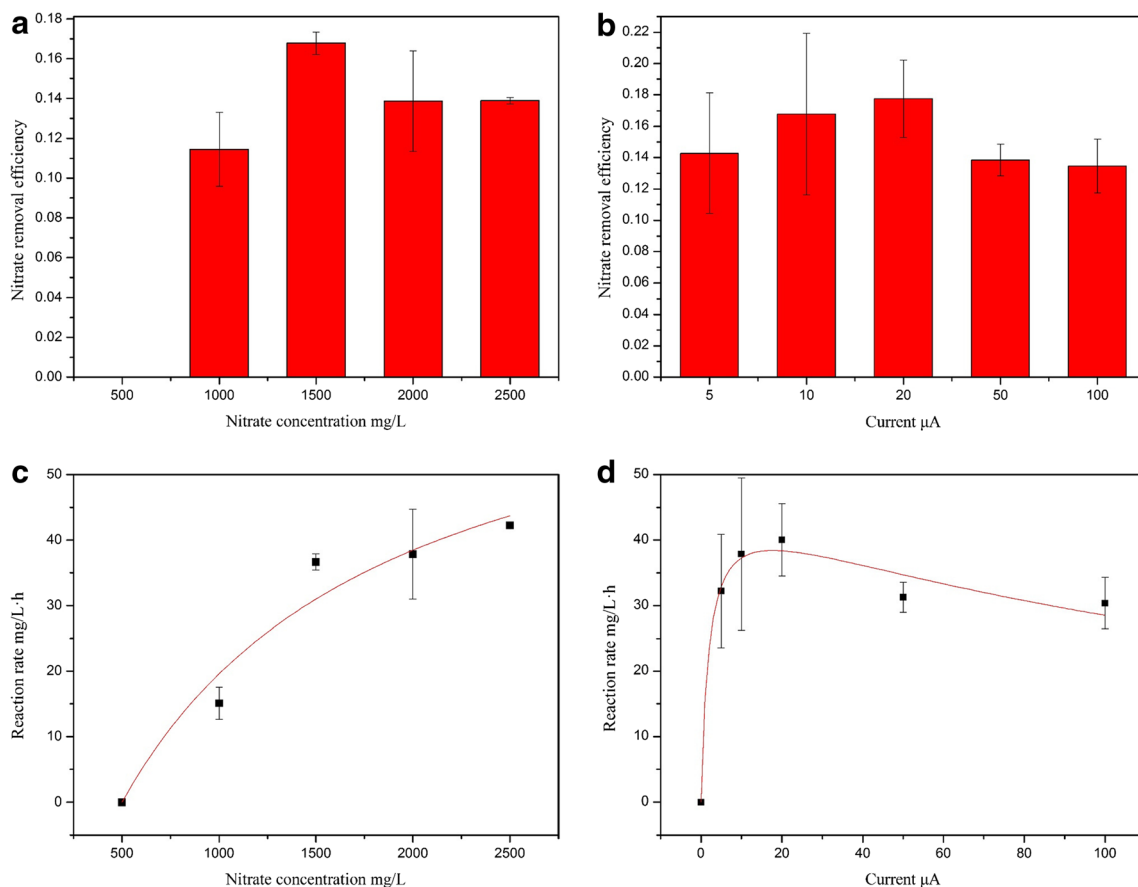 a
0.18
0.16
0.14
0.12
0.10
0.08
0.06
0.04
0.02
0.00
Nitrate removal efficiency
500 1000 1500 2000 2500
Nitrate concentration mg/L
b
0.22
0.20
0.18
0.16
0.14
0.12
0.10
0.08
0.06
0.04
0.02
0.00
Nitrate removal efficiency
5 10 20 50 100
Current μA
c
50
40
30
20
10
0
Reaction rate mg/L·h
500 1000 1500 2000 2500
Nitrate concentration mg/L
d
50
40
30
20
10
0
Reaction rate mg/L·h
0 20 40 60 80 100
Current μA